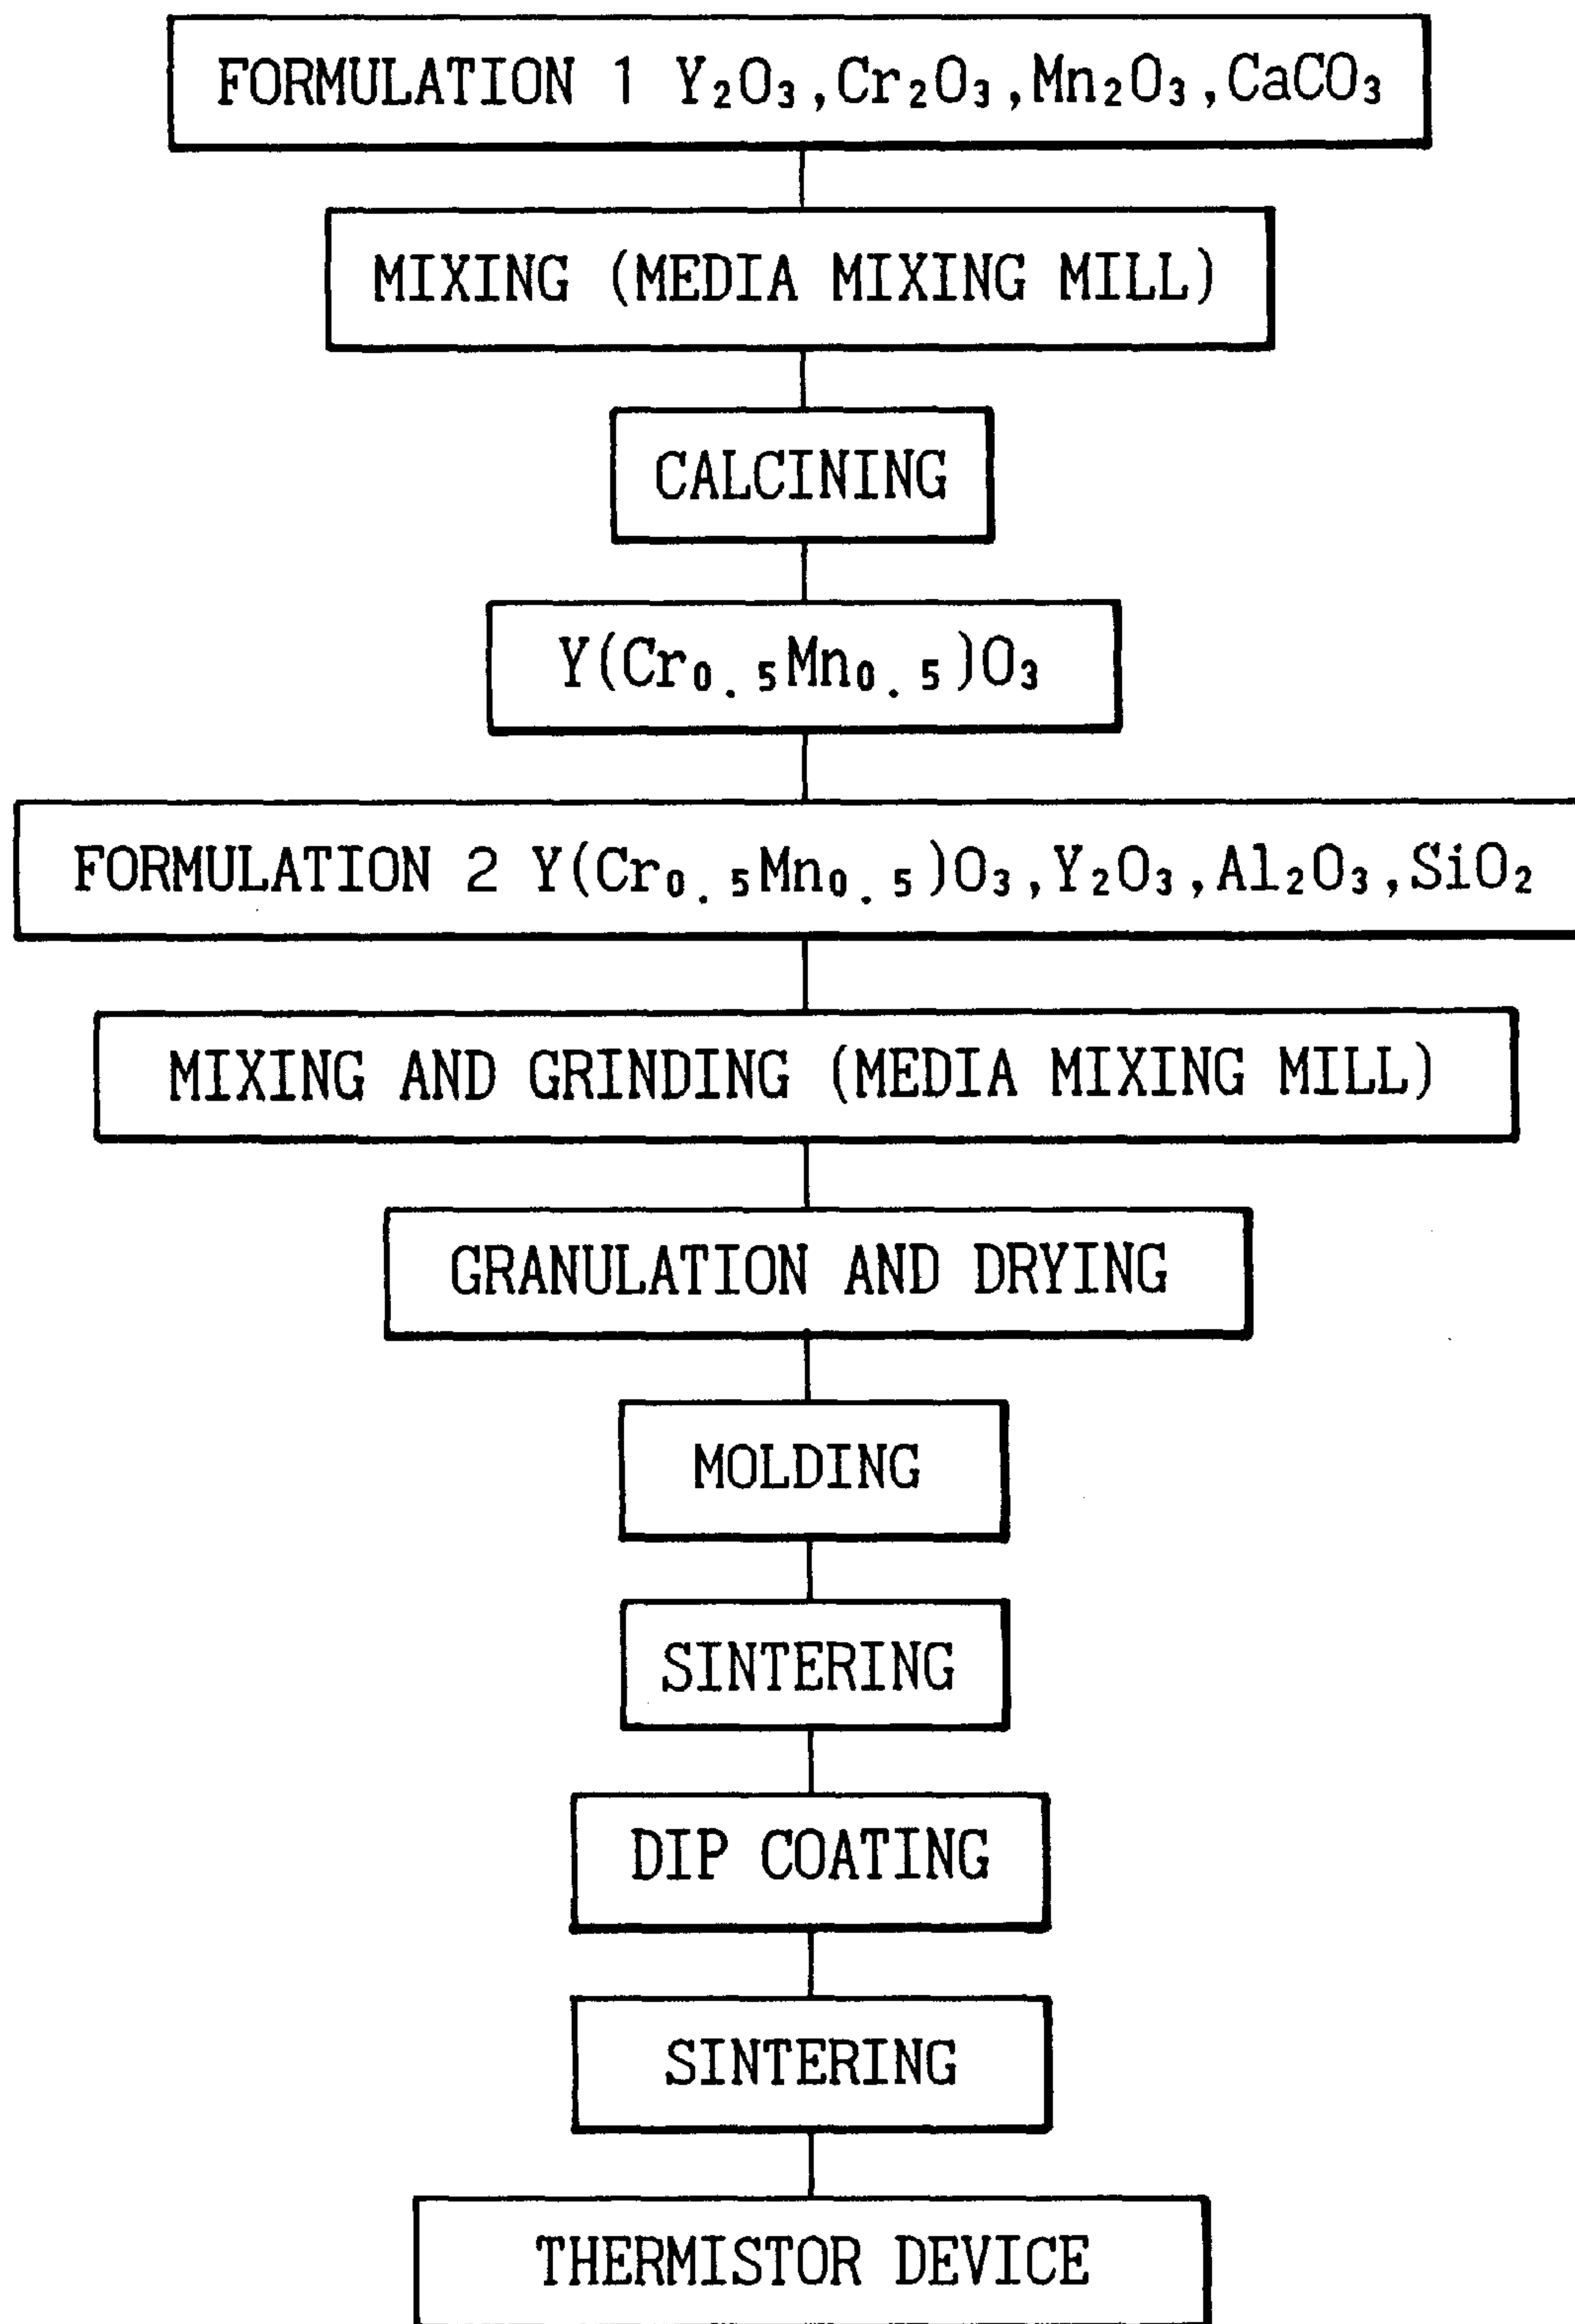 FORMULATION 1 Y₂O₃,Cr₂O₃,Mn₂O₃,CaCO₃
MIXING (MEDIA MIXING MILL)
CALCINING
Y(Cr₀.₅Mn₀.₅)O₃
FORMULATION 2 Y(Cr₀.₅Mn₀.₅)O₃,Y₂O₃,Al₂O₃,SiO₂
MIXING AND GRINDING (MEDIA MIXING MILL)
GRANULATION AND DRYING
MOLDING
SINTERING
DIP COATING
SINTERING
THERMISTOR DEVICE